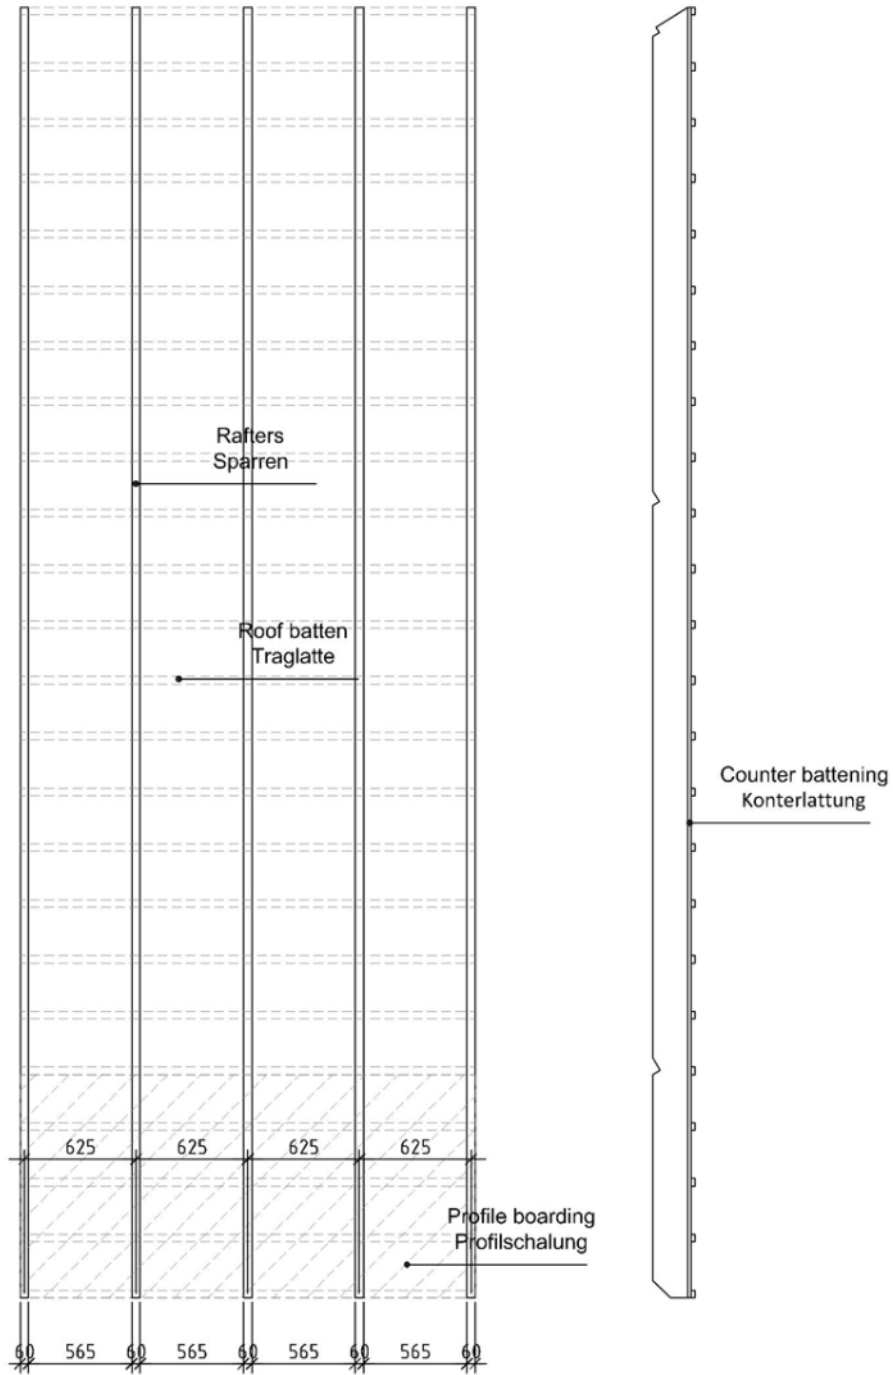 Rafters
Sparren
Roof batten
Traglatte
Counter battening
Konterlattung
625 625 625 625
Profile boarding
Profilschalung
60 565 60 565 60 565 60 565 60